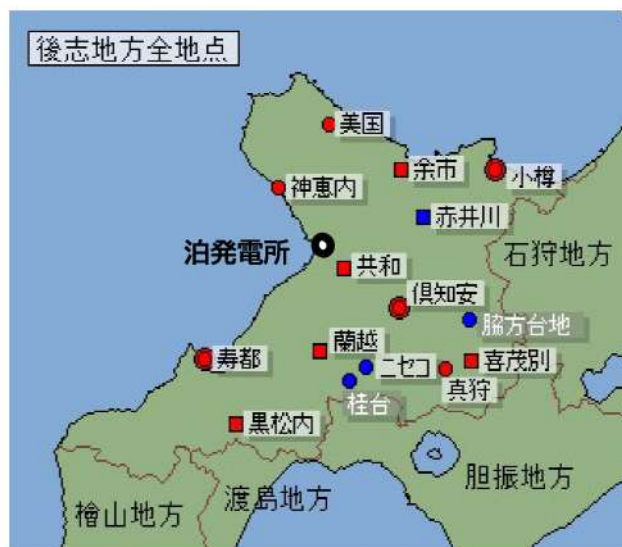 後志地方全地点
美国
余市
小樽
神恵内
赤井川
泊発電所
石狩地方
共和
倶知安
脇方台地
蘭越
寿都
ニセコ
喜茂別
真狩
桂台
黒松内
胆振地方
渡島地方
檜山地方